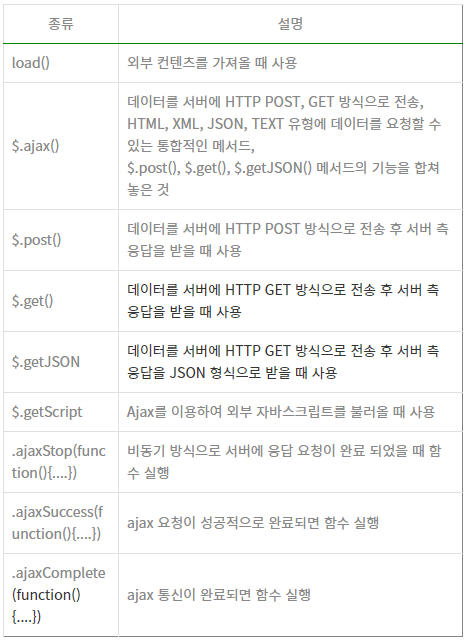 종류 설명
load() 외부 컨텐츠를 가져올 때 사용
$.ajax()
데이터를 서버에 HTTP POST, GET 방식으로 전송,
HTML, XML, JSON, TEXT 유형에 데이터를 요청할 수
있는 통합적인 메서드,
$.post(), $.get(), $.getJSON() 메서드의 기능을 합쳐
놓은 것
$.post()
데이터를 서버에 HTTP POST 방식으로 전송 후 서버 측
응답을 받을 때 사용
$.get()
데이터를 서버에 HTTP GET 방식으로 전송 후 서버 측
응답을 받을 때 사용
$.getJSON
데이터를 서버에 HTTP GET 방식으로 전송 후 서버 측
응답을 JSON 형식으로 받을 때 사용
$.getScript Ajax를 이용하여 외부 자바스크립트를 불러올 때 사용
.ajaxStop(func
tion(){....})
비동기 방식으로 서버에 응답 요청이 완료 되었을 때 함
수 실행
.ajaxSuccess(f
unction(){....})
ajax 요청이 성공적으로 완료되면 함수 실행
.ajaxComplete
(function()
{....})
ajax 통신이 완료되면 함수 실행